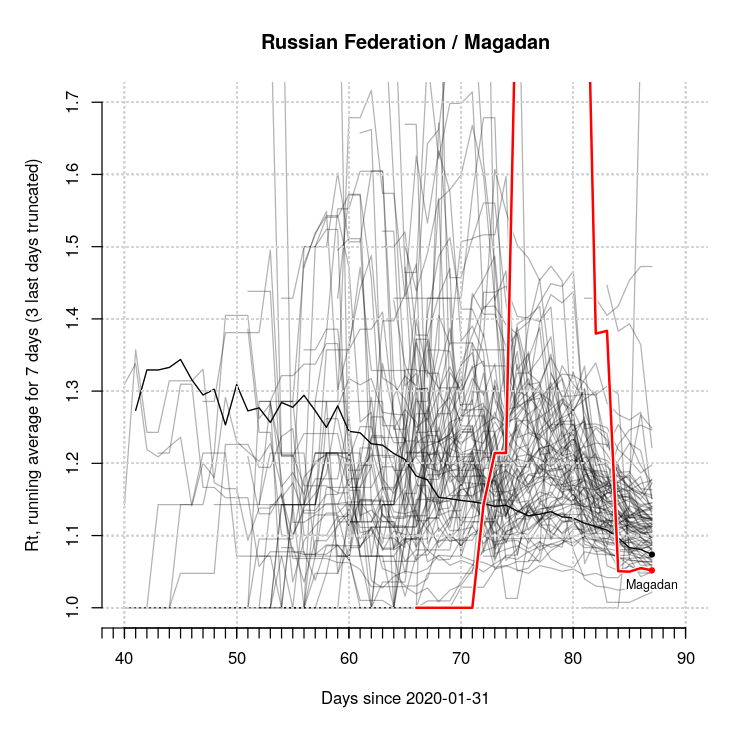 Russian Federation / Magadan
Rt, running average for 7 days (3 last days truncated)
1.7
1.6
1.5
1.4
1.3
1.2
1.1
1.0
Magadan
40 50 60 70 80 90
Days since 2020-01-31